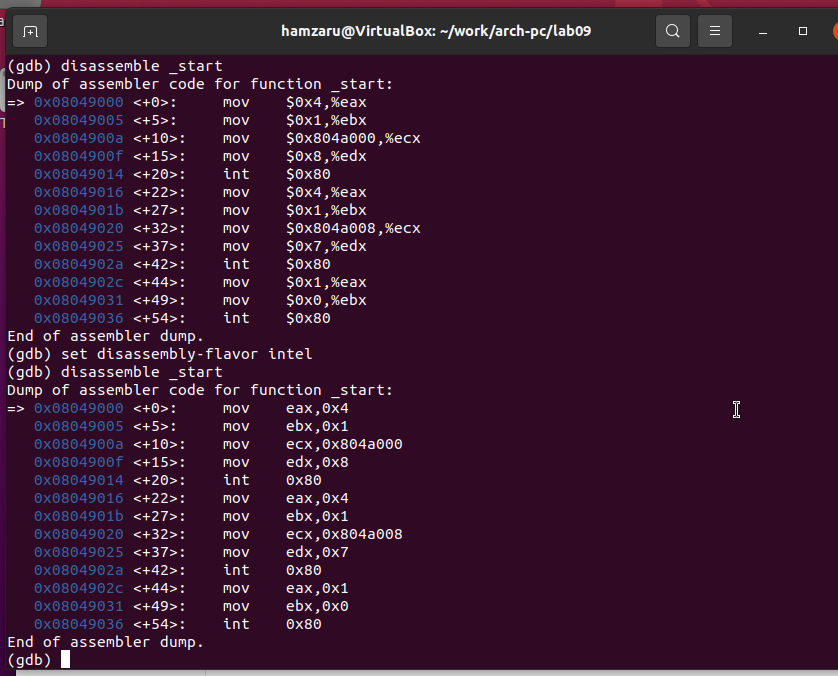 hamzaru@VirtualBox: ~/work/arch-pc/lab09
(gdb) disassemble _start
Dump of assembler code for function _start:
=> 0x08049000 <+0>:     mov    $0x4,%eax
   0x08049005 <+5>:     mov    $0x1,%ebx
   0x0804900a <+10>:    mov    $0x804a000,%ecx
   0x0804900f <+15>:    mov    $0x8,%edx
   0x08049014 <+20>:    int    $0x80
   0x08049016 <+22>:    mov    $0x4,%eax
   0x0804901b <+27>:    mov    $0x1,%ebx
   0x08049020 <+32>:    mov    $0x804a008,%ecx
   0x08049025 <+37>:    mov    $0x7,%edx
   0x0804902a <+42>:    int    $0x80
   0x0804902c <+44>:    mov    $0x1,%eax
   0x08049031 <+49>:    mov    $0x0,%ebx
   0x08049036 <+54>:    int    $0x80
End of assembler dump.
(gdb) set disassembly-flavor intel
(gdb) disassemble _start
Dump of assembler code for function _start:
=> 0x08049000 <+0>:     mov    eax,0x4
   0x08049005 <+5>:     mov    ebx,0x1
   0x0804900a <+10>:    mov    ecx,0x804a000
   0x0804900f <+15>:    mov    edx,0x8
   0x08049014 <+20>:    int    0x80
   0x08049016 <+22>:    mov    eax,0x4
   0x0804901b <+27>:    mov    ebx,0x1
   0x08049020 <+32>:    mov    ecx,0x804a008
   0x08049025 <+37>:    mov    edx,0x7
   0x0804902a <+42>:    int    0x80
   0x0804902c <+44>:    mov    eax,0x1
   0x08049031 <+49>:    mov    ebx,0x0
   0x08049036 <+54>:    int    0x80
End of assembler dump.
(gdb)